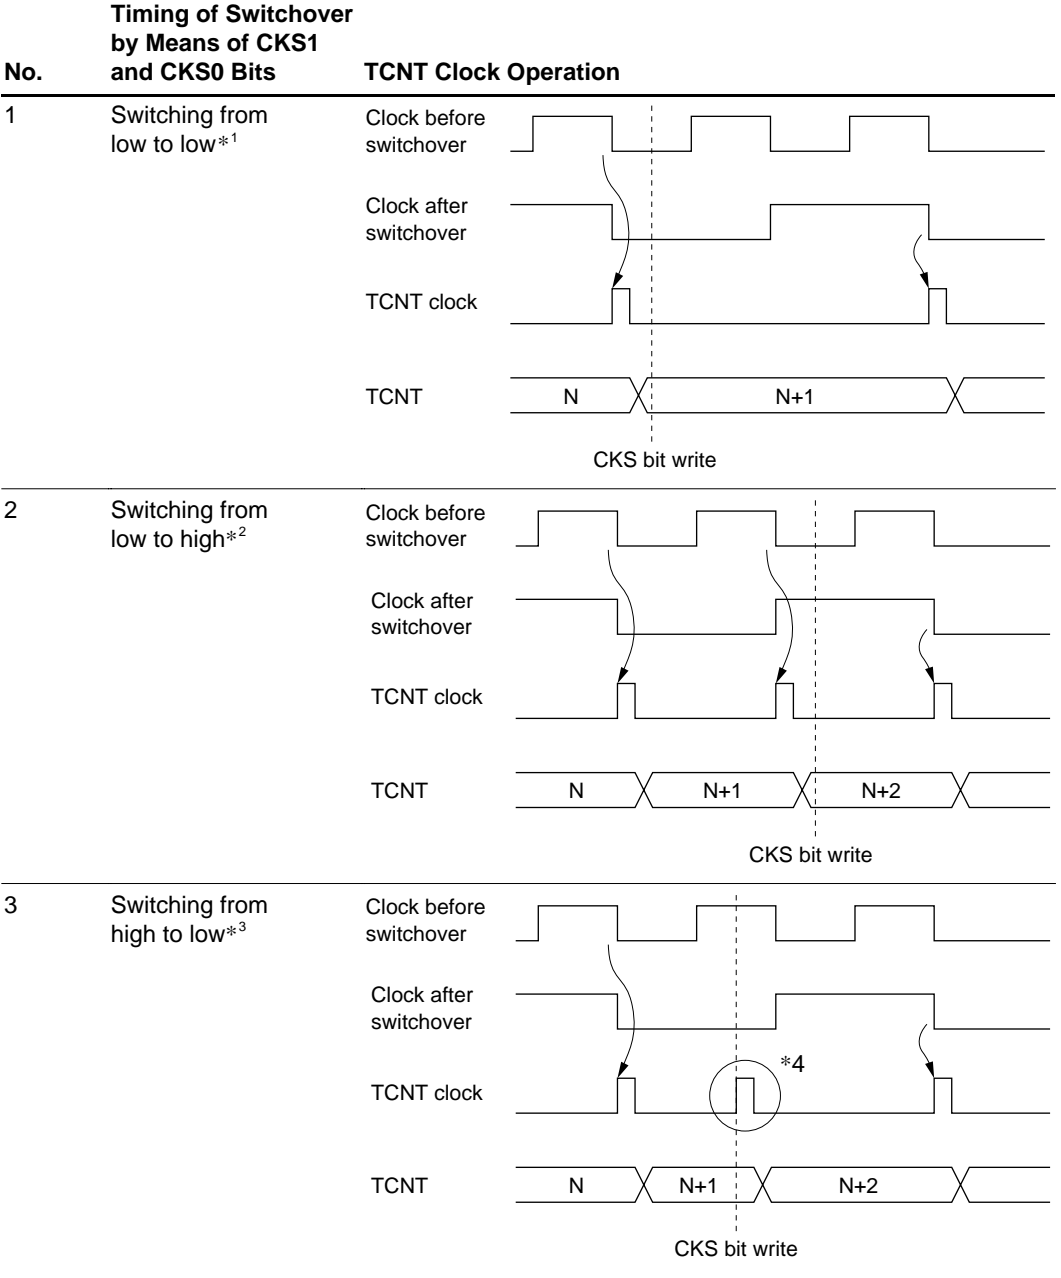 Timing of Switchover
by Means of CKS1
No. and CKS0 Bits TCNT Clock Operation
1 Switching from
low to low*1
Clock before
switchover
Clock after
switchover
TCNT clock
TCNT N N+1
CKS bit write
2 Switching from
low to high*2
Clock before
switchover
Clock after
switchover
TCNT clock
TCNT N N+1 N+2
CKS bit write
3 Switching from
high to low*3
Clock before
switchover
Clock after
switchover
*4
TCNT clock
TCNT N N+1 N+2
CKS bit write